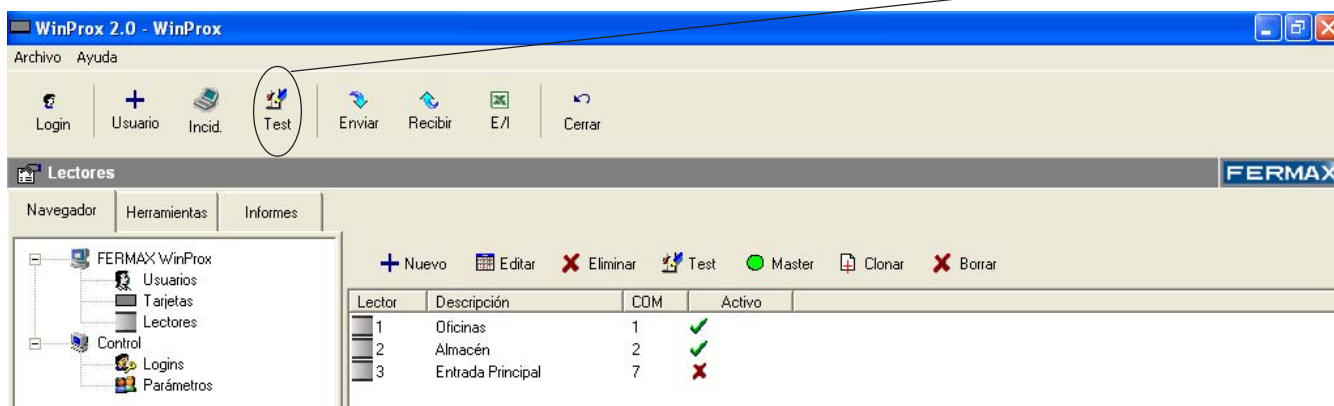 WinProx 2.0 - WinProx
Archivo Ayuda
Login Usuario Incid. Test Enviar Recibir E/I Cerrar
Lectores FERMAX
Navegador Herramientas Informes
FERMAX WinProx
Usuarios
Tarjetas
Lectores
Control
Logins
Parámetros
Nuevo Editar Eliminar Test Master Clonar Borrar
Lector Descripción COM Activo
1 Oficinas 1
2 Almacén 2
3 Entrada Principal 7